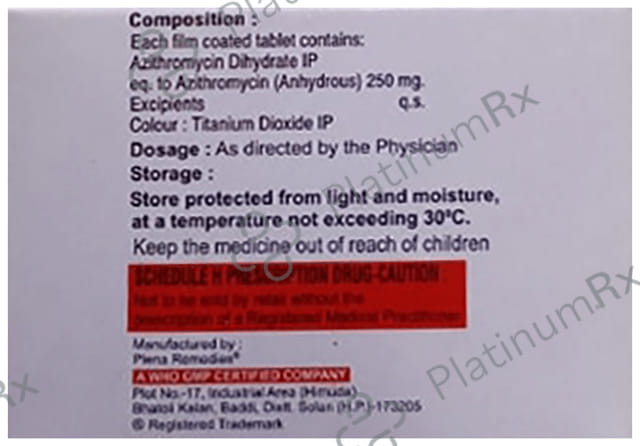 Composition :
Each film coated tablet contains:
Azithromycin Dihydrate IP
eq. to Azithromycin (Anhydrous) 250 mg.
Excipients q.s.
Colour : Titanium Dioxide IP
Dosage : As directed by the Physician
Storage :
Store protected from light and moisture,
at a temperature not exceeding 30°C.
Keep the medicine out of reach of children
SCHEDULE H PRESCRIPTION DRUG-CAUTION
Not to be sold by retail without the
prescription of a Registered Medical Practitioner
Manufactured by :
Plena Remedies®
A WHO GMP CERTIFIED COMPANY
Plot No.-17, Industrial Area (Himuda)
Bhatoli Kalan, Baddi, Distt. Solan (H.P.)-173205
® Registered Trademark
PlatinumRx
PlatinumRx
Rx